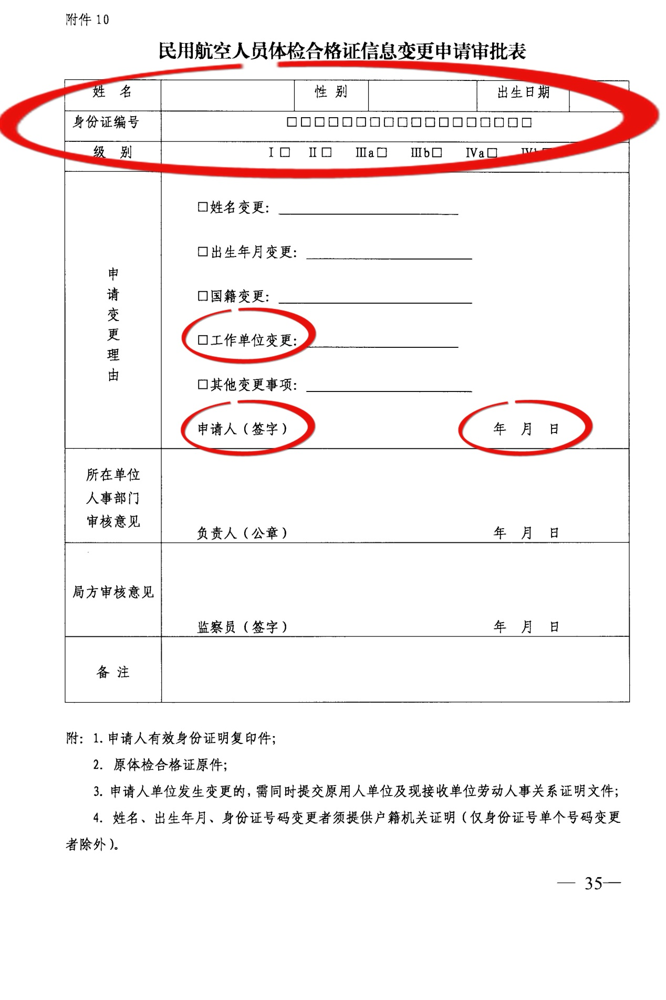 附件 10
民用航空人员体检合格证信息变更申请审批表
姓 名 性 别 出生日期
身份证编号 □□□□□□□□□□□□□□□□□□
级 别 Ⅰ□ Ⅱ□ Ⅲa□ Ⅲb□ Ⅳa□ Ⅳb□
申请变更理由
□姓名变更:
□出生年月变更:
□国籍变更:
□工作单位变更:
□其他变更事项:
申请人(签字) 年 月 日
所在单位
人事部门
审核意见
负责人(公章) 年 月 日
局方审核意见
监察员(签字) 年 月 日
备 注
附: 1. 申请人有效身份证明复印件;
2. 原体检合格证原件;
3. 申请人单位发生变更的,需同时提交原用人单位及现接收单位劳动人事关系证明文件;
4. 姓名、出生年月、身份证号码变更者须提供户籍机关证明(仅身份证号单个号码变更
者除外)。
— 35—